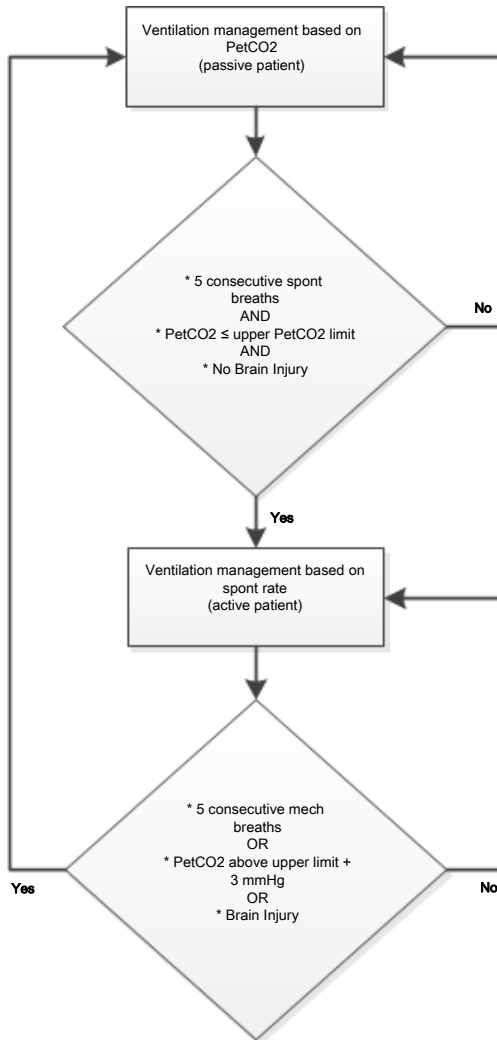 Ventilation management based on
PetCO2
(passive patient)
* 5 consecutive spont
breaths
AND
* PetCO2 ≤ upper PetCO2 limit
AND
* No Brain Injury
No
Yes
Ventilation management based on
spont rate
(active patient)
* 5 consecutive mech
breaths
OR
* PetCO2 above upper limit +
3 mmHg
OR
* Brain Injury
Yes
No